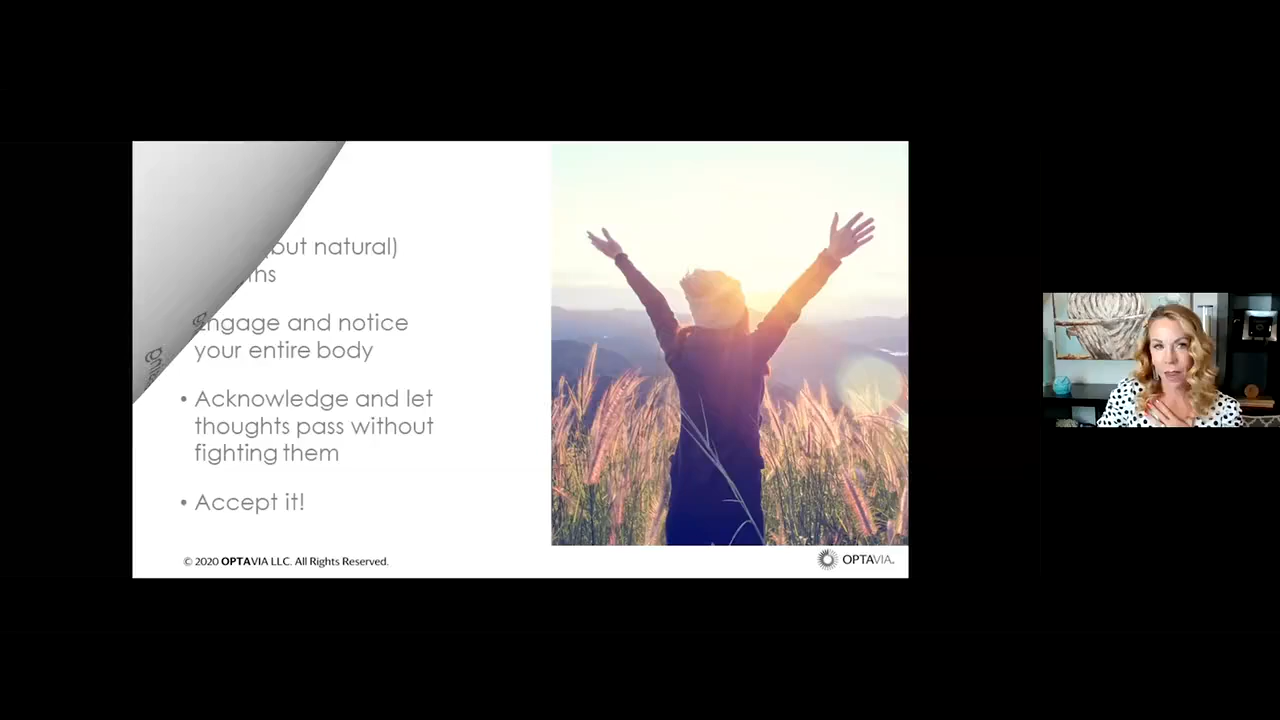 but natural)
Engage and notice
your entire body
• Acknowledge and let
thoughts pass without
fighting them
• Accept it!
© 2020 OPTAVIA LLC. All Rights Reserved.
OPTAVIA.